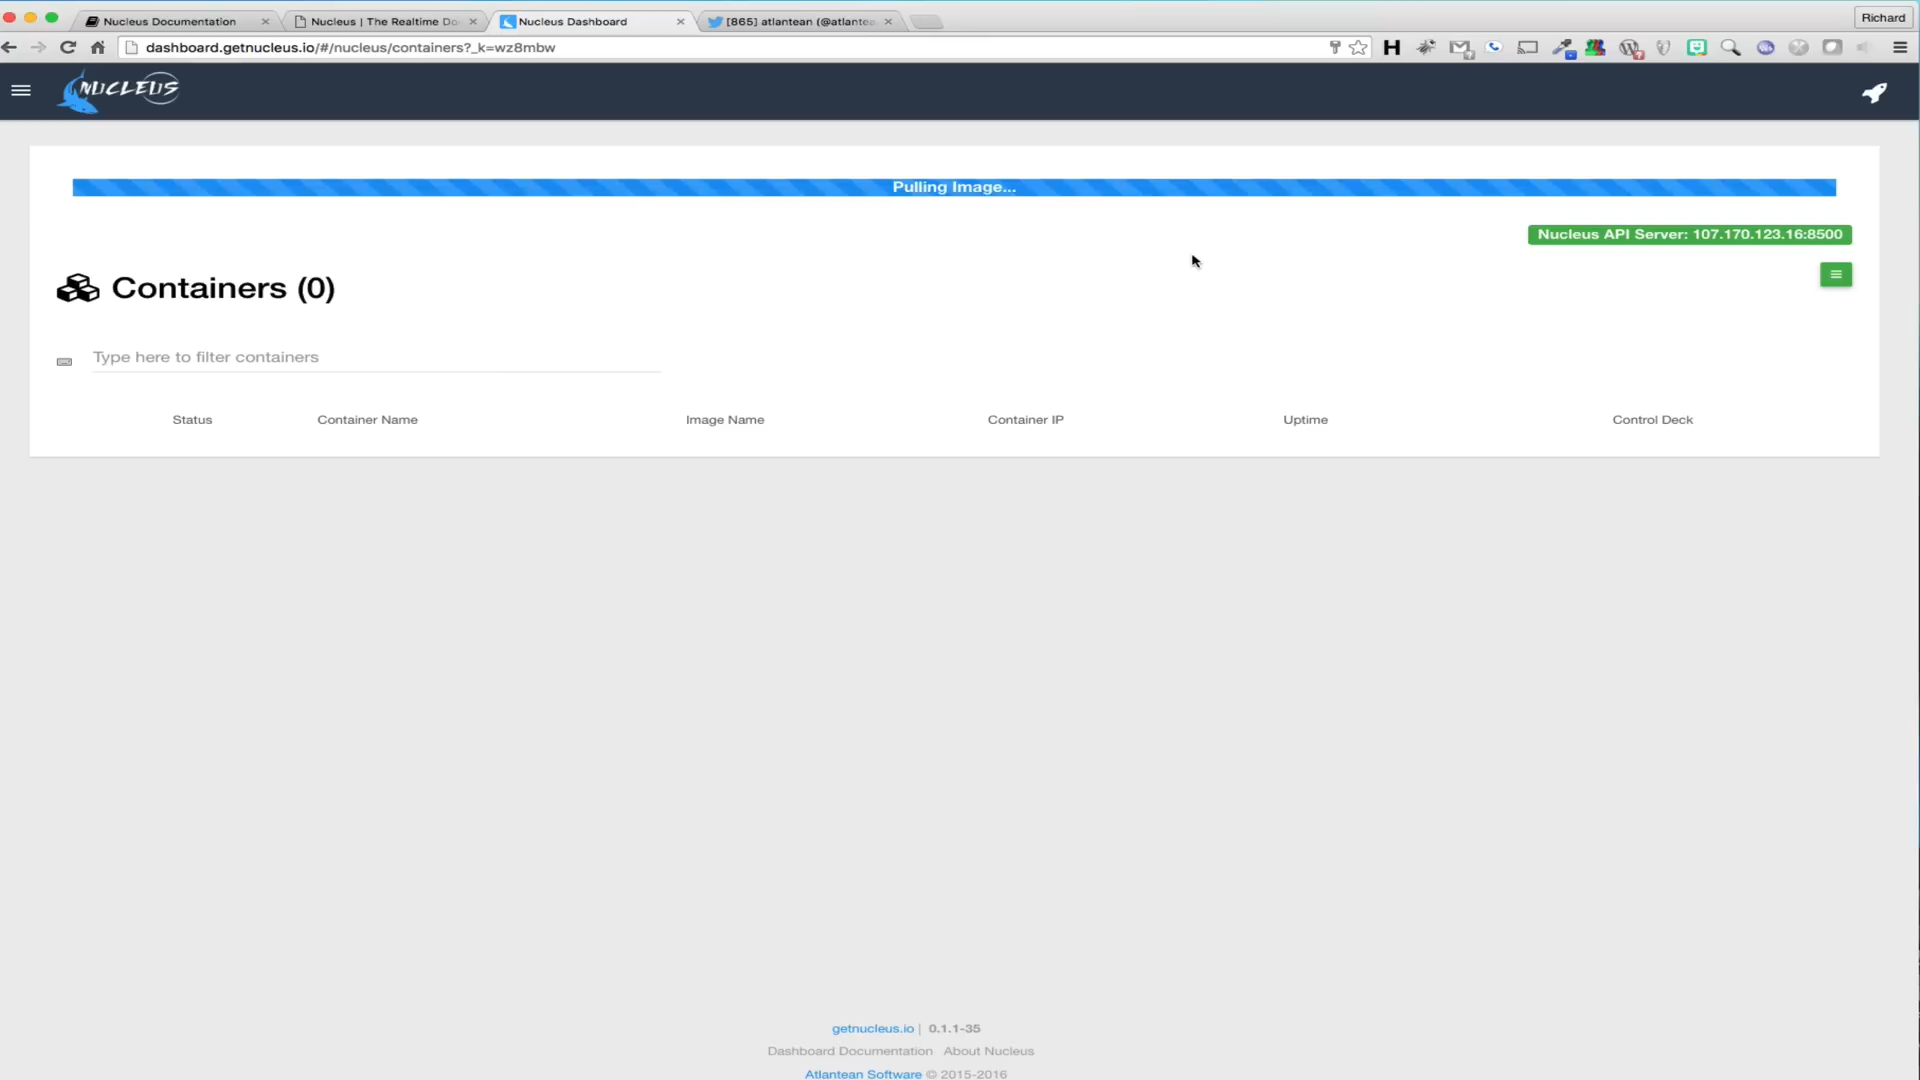 Nucleus Documentation
Nucleus | The Realtime Do
Nucleus Dashboard
[865] atlantean (@atlante
Richard
dashboard.getnucleus.io/#/nucleus/containers?_k=wz8mbw
NUCLEUS
Pulling Image...
Nucleus API Server: 107.170.123.16:8500
Containers (0)
Type here to filter containers
Status Container Name Image Name Container IP Uptime Control Deck
getnucleus.io | 0.1.1-35
Dashboard Documentation About Nucleus
Atlantean Software © 2015-2016